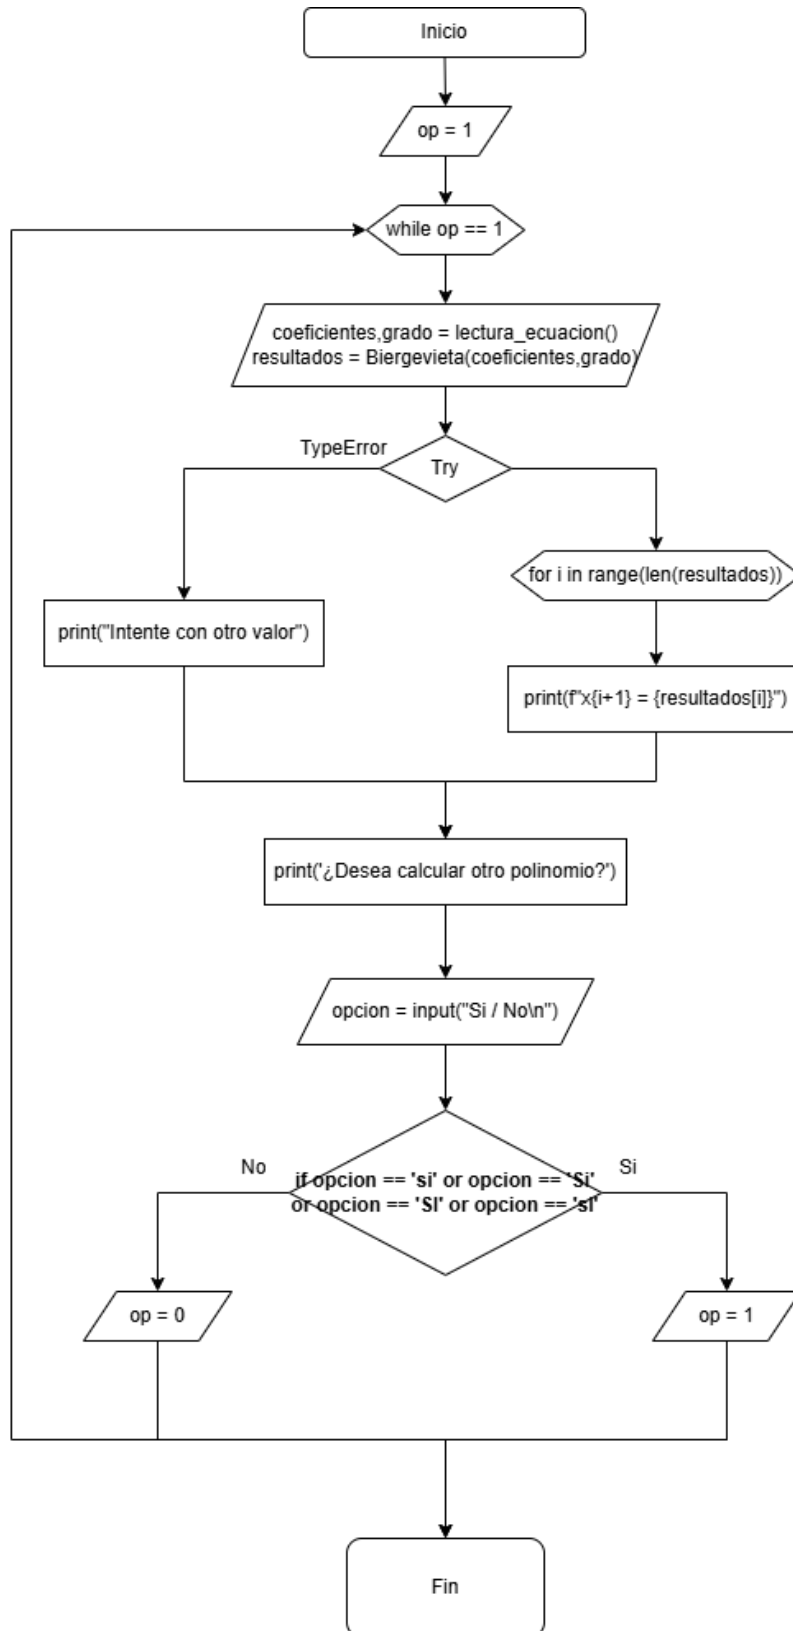 Inicio
op = 1
while op == 1
coeficientes,grado = lectura_ecuacion()
resultados = Biergevieta(coeficientes,grado)
TypeError
Try
for i in range(len(resultados))
print("Intente con otro valor")
print(f"x{i+1} = {resultados[i]}")
print('¿Desea calcular otro polinomio?')
opcion = input("Si / No\n")
No
Si
if opcion == 'si' or opcion == 'Si'
or opcion == 'SI' or opcion == 'sI'
op = 0
op = 1
Fin